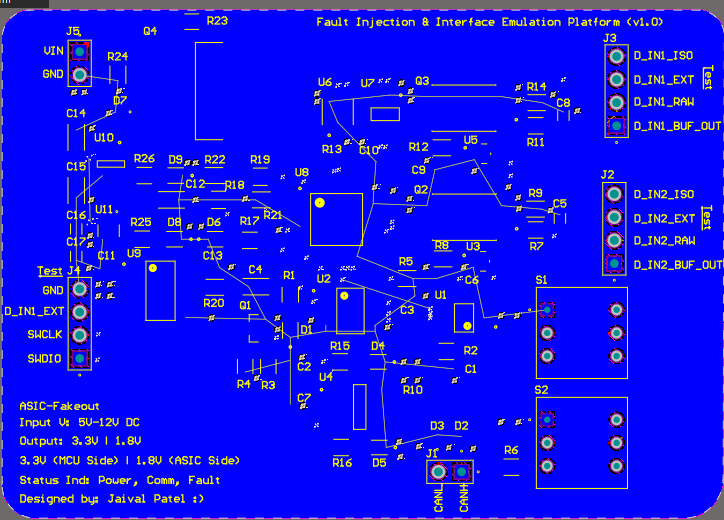 Fault Injection & Interface Emulation Platform (v1.0)
R23
Q4
J5
VIN
GND
R24
D7
J3
D_IN1_ISO
D_IN1_EXT
D_IN1_RAW
D_IN1_BUF_OUT
Test
U6
U7
Q3
R14
C8
R11
C14
U10
R13
C10
R12
U5
C9
C15
R26
D9
R22
R19
U8
C12
R18
Q2
R9
C5
R7
J2
D_IN2_ISO
D_IN2_EXT
D_IN2_RAW
D_IN2_BUF_OUT
Test
C16
U11
R25
D8
D6
R17
R21
C17
C11
U9
C13
R8
U3
R5
C6
Test
J4
GND
D_IN1_EXT
SWCLK
SWDIO
C4
R1
U2
U1
C3
S1
R20
Q1
D1
R15
D4
R2
C1
C2
R4
R3
U4
R10
C7
S2
D3
D2
R16
D5
J1
R6
CANL
CANH
ASIC-Fakeout
Input V: 5V-12V DC
Output: 3.3V | 1.8V
3.3V (MCU Side) | 1.8V (ASIC Side)
Status Ind: Power, Comm, Fault
Designed by: Jaival Patel :)